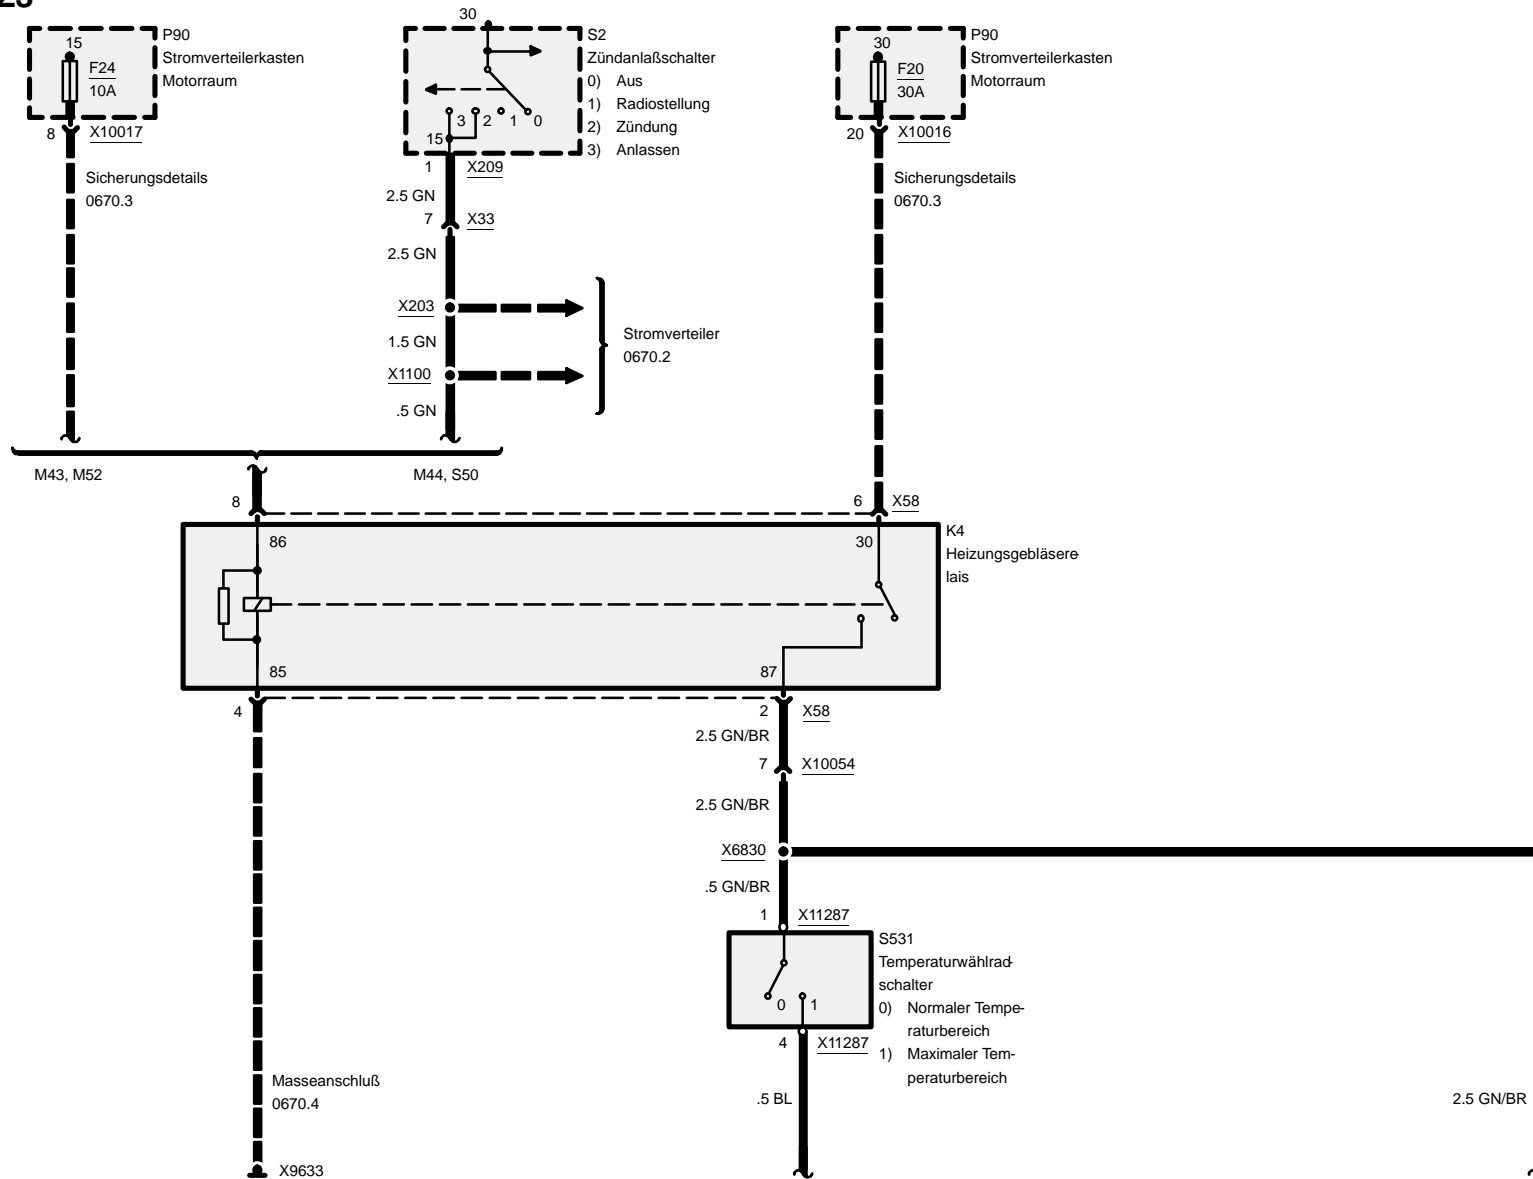 30
15
F24
10A
P90
Stromverteilerkasten
Motorraum
8 X10017
Sicherungsdetails
0670.3
S2
Zündanlaßschalter
0) Aus
1) Radiostellung
2) Zündung
3) Anlassen
3 2 1 0
15
1 X209
2.5 GN
7 X33
2.5 GN
X203
1.5 GN
X1100
.5 GN
Stromverteiler
0670.2
30
F20
30A
P90
Stromverteilerkasten
Motorraum
20 X10016
Sicherungsdetails
0670.3
M43, M52
M44, S50
8
6 X58
86
30
K4
Heizungsgebläsere-
lais
85
87
4
2 X58
2.5 GN/BR
7 X10054
2.5 GN/BR
X6830
.5 GN/BR
1 X11287
S531
Temperaturwählrad-
schalter
0) Normaler Tempe-
raturbereich
1) Maximaler Tem-
peraturbereich
0 1
4 X11287
.5 BL
Masseanschluß
0670.4
X9633
2.5 GN/BR